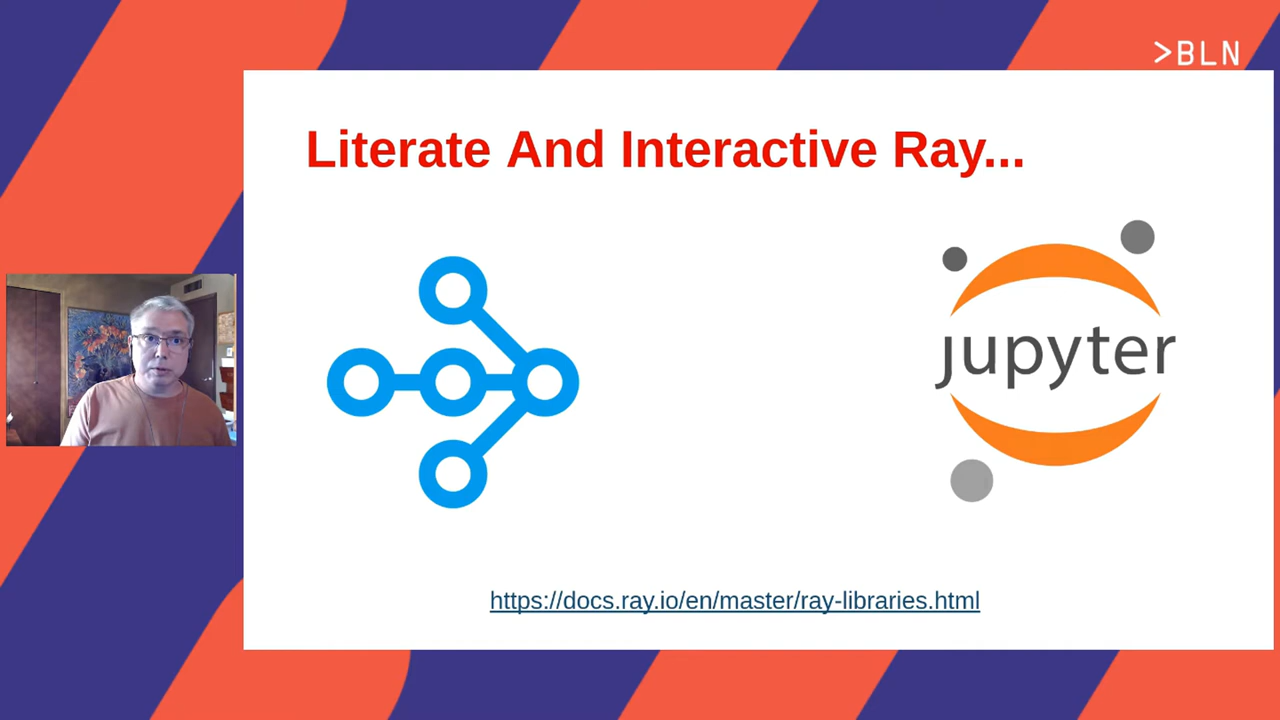 >BLN
Literate And Interactive Ray...
jupyter
https://docs.ray.io/en/master/ray-libraries.html